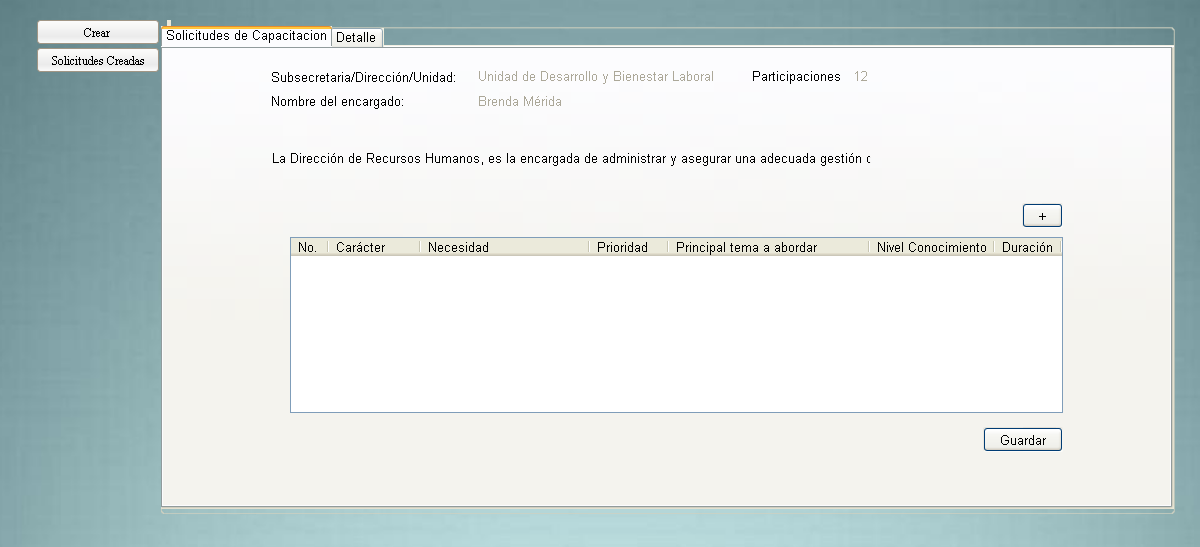 Crear
Solicitudes Creadas
Solicitudes de Capacitacion
Detalle
Subsecretaria/Dirección/Unidad: Unidad de Desarrollo y Bienestar Laboral Participaciones 12
Nombre del encargado: Brenda Mérida
La Dirección de Recursos Humanos, es la encargada de administrar y asegurar una adecuada gestión
+
No. Carácter Necesidad Prioridad Principal tema a abordar Nivel Conocimiento Duración
Guardar